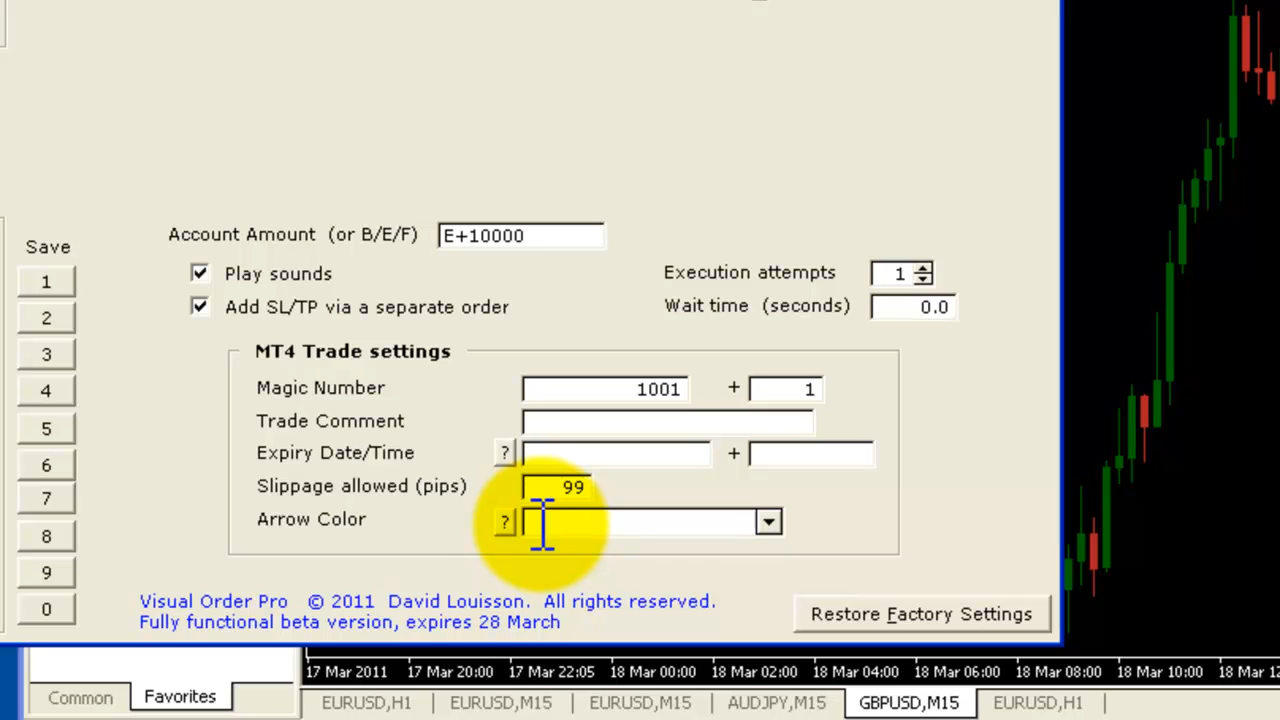 Save
1
2
3
4
5
6
7
8
9
0
Account Amount (or B/E/F) E+10000
Play sounds
Add SL/TP via a separate order
Execution attempts 1
Wait time (seconds) 0.0
MT4 Trade settings
Magic Number 1001 + 1
Trade Comment
Expiry Date/Time ? +
Slippage allowed (pips) 99
Arrow Color ?
Visual Order Pro © 2011 David Louisson. All rights reserved.
Fully functional beta version, expires 28 March
Restore Factory Settings
17 Mar 2011 17 Mar 20:00 17 Mar 22:05 18 Mar 00:00 18 Mar 02:00 18 Mar 04:00 18 Mar 06:00 18 Mar 08:00 18 Mar 10:00 18 Mar 12
Common Favorites
EURUSD,H1 EURUSD,M15 EURUSD,M15 AUDJPY,M15 GBPUSD,M15 EURUSD,H1